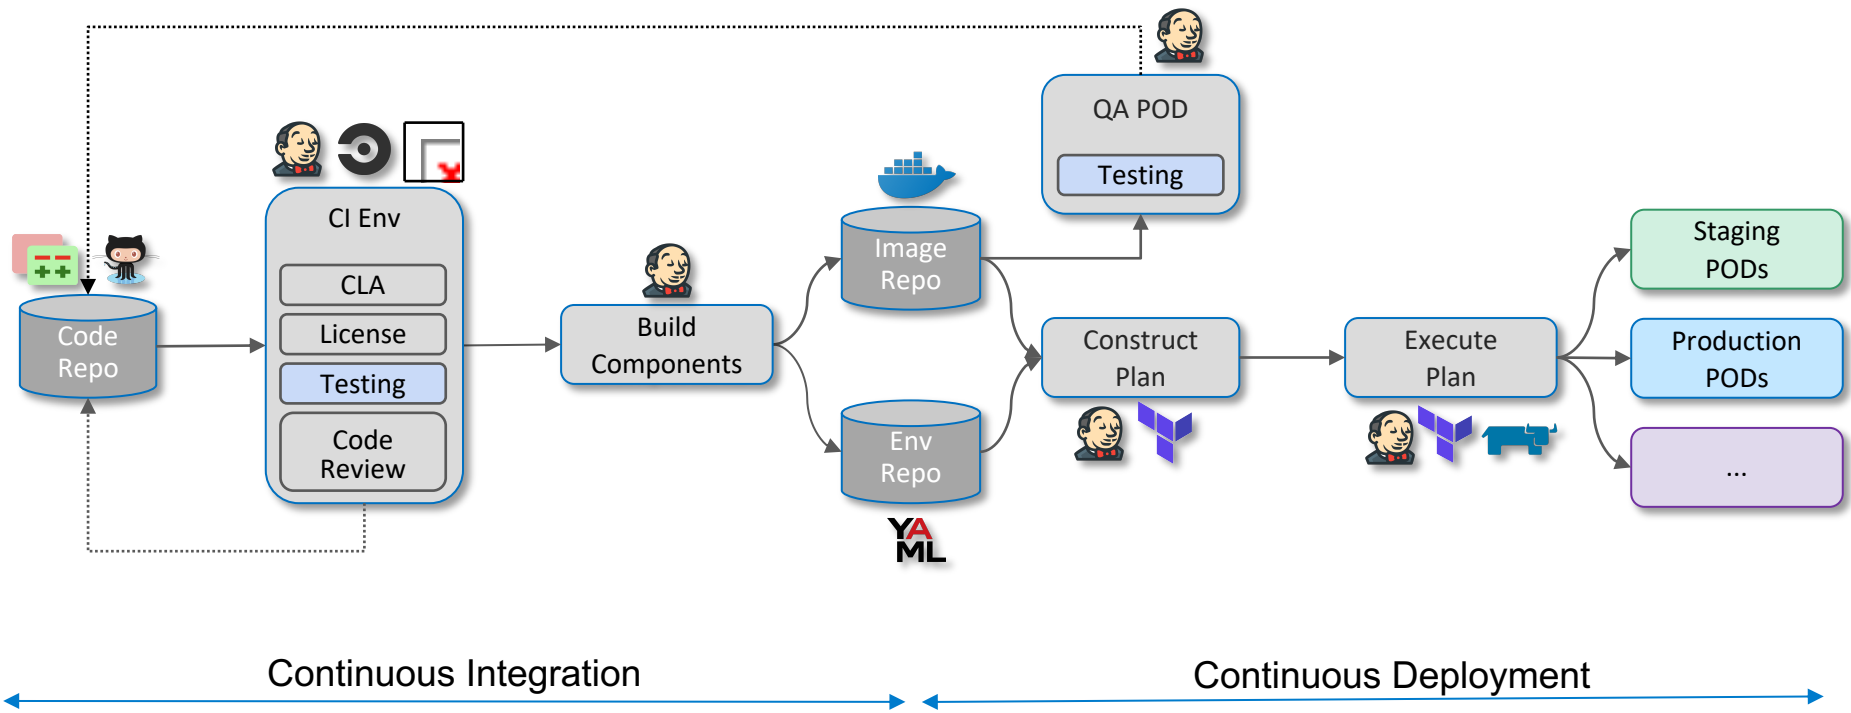 QA POD
Testing
CI Env
CLA
License
Testing
Code
Review
Code
Repo
Build
Components
Image
Repo
Env
Repo
YA
ML
Construct
Plan
Execute
Plan
Staging
PODs
Production
PODs
...
Continuous Integration
Continuous Deployment